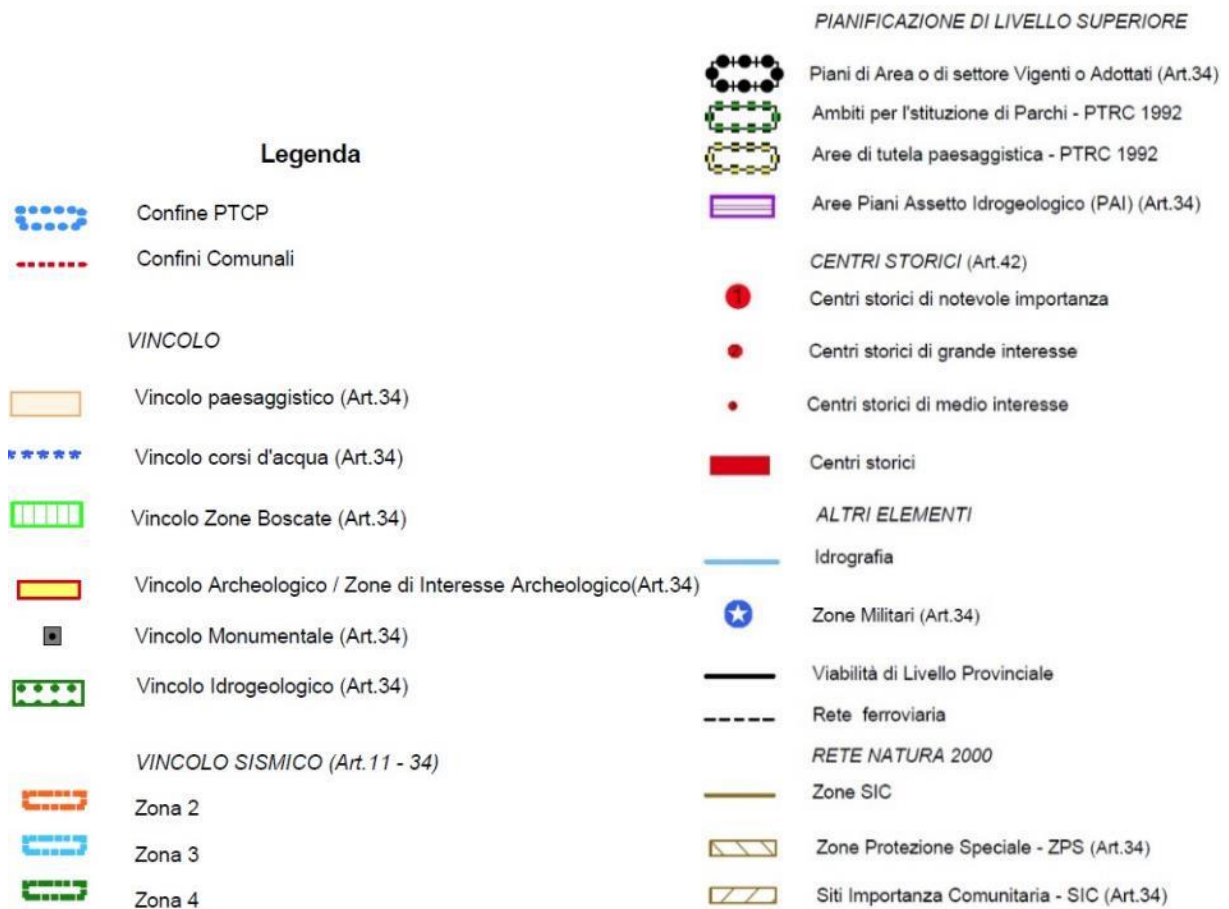 Legenda
Confine PTCP
Confini Comunali
VINCOLO
Vincolo paesaggistico (Art.34)
Vincolo corsi d'acqua (Art.34)
Vincolo Zone Boscate (Art.34)
Vincolo Archeologico / Zone di Interesse Archeologico(Art.34)
Vincolo Monumentale (Art.34)
Vincolo Idrogeologico (Art.34)
VINCOLO SISMICO (Art.11 - 34)
Zona 2
Zona 3
Zona 4
PIANIFICAZIONE DI LIVELLO SUPERIORE
Piani di Area o di settore Vigenti o Adottati (Art.34)
Ambiti per l'stituzione di Parchi - PTRC 1992
Aree di tutela paesaggistica - PTRC 1992
Aree Piani Assetto Idrogeologico (PAI) (Art.34)
CENTRI STORICI (Art.42)
1 Centri storici di notevole importanza
Centri storici di grande interesse
Centri storici di medio interesse
Centri storici
ALTRI ELEMENTI
Idrografia
Zone Militari (Art.34)
Viabilità di Livello Provinciale
Rete ferroviaria
RETE NATURA 2000
Zone SIC
Zone Protezione Speciale - ZPS (Art.34)
Siti Importanza Comunitaria - SIC (Art.34)